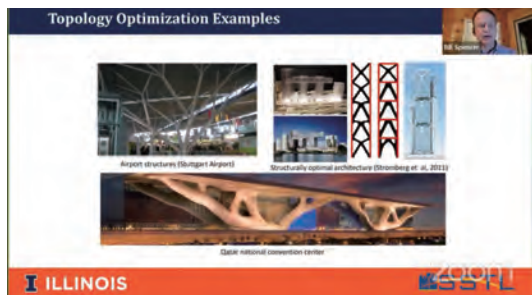 Topology Optimization Examples
Bill Spencer
Airport structures (Stuttgart Airport)
Structurally optimal architecture (Stromberg et al, 2011)
Qatar national convention center
I ILLINOIS
zoom
SSTL